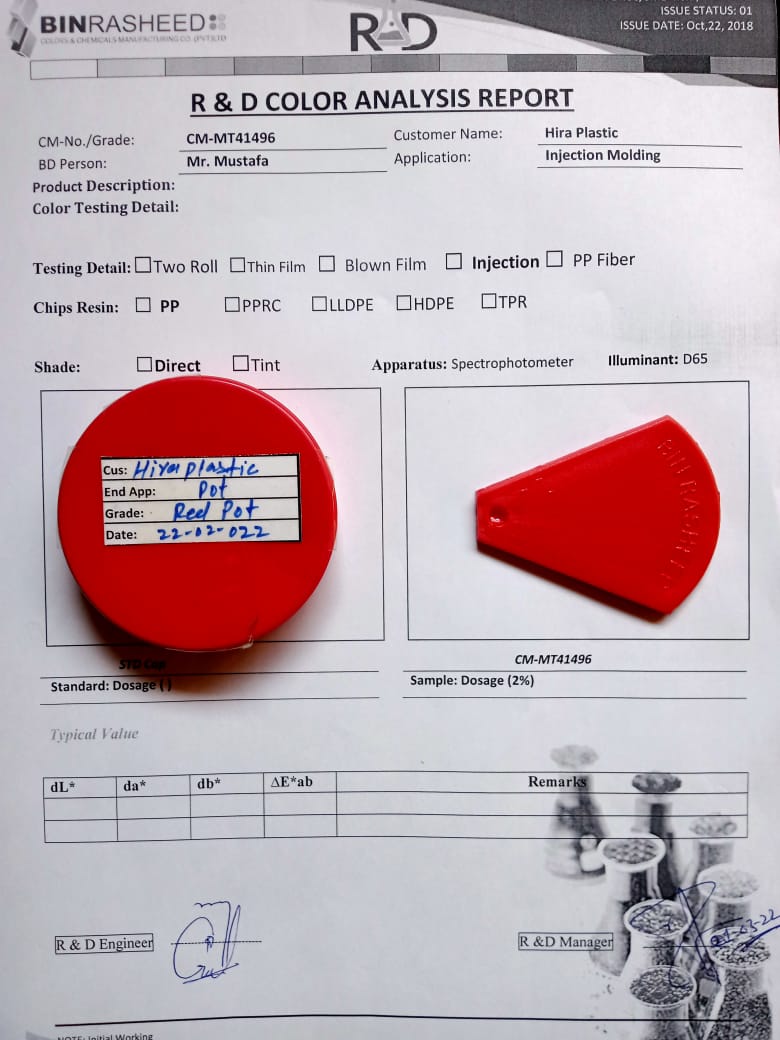 BINRASHEED
COLORS & CHEMICALS MANUFACTURING CO. (PVT) LTD
R&D
ISSUE STATUS: 01
ISSUE DATE: Oct,22, 2018
R & D COLOR ANALYSIS REPORT
CM-No./Grade: CM-MT41496 Customer Name: Hira Plastic
BD Person: Mr. Mustafa Application: Injection Molding
Product Description:
Color Testing Detail:
Testing Detail: ☐Two Roll ☐Thin Film ☐ Blown Film ☐ Injection ☐ PP Fiber
Chips Resin: ☐ PP ☐PPRC ☐LLDPE ☐HDPE ☐TPR
Shade: ☐Direct ☐Tint Apparatus: Spectrophotometer Illuminant: D65
Cus: Hira plastic
End App: Pot
Grade: Red Pot
Date: 22-02-022
BIN RASHEED
STD Cap
CM-MT41496
Standard: Dosage ( )
Sample: Dosage (2%)
Typical Value
dL* da* db* ΔE*ab Remarks
R & D Engineer
R &D Manager
NOTE: Initial Working